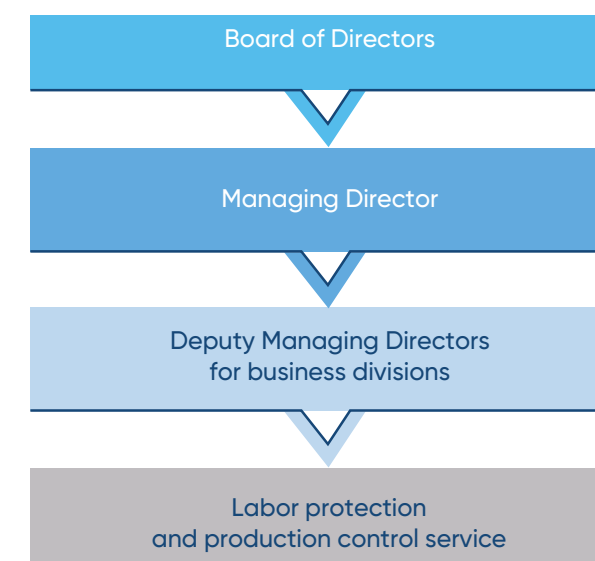 Board of Directors
Managing Director
Deputy Managing Directors
for business divisions
Labor protection
and production control service